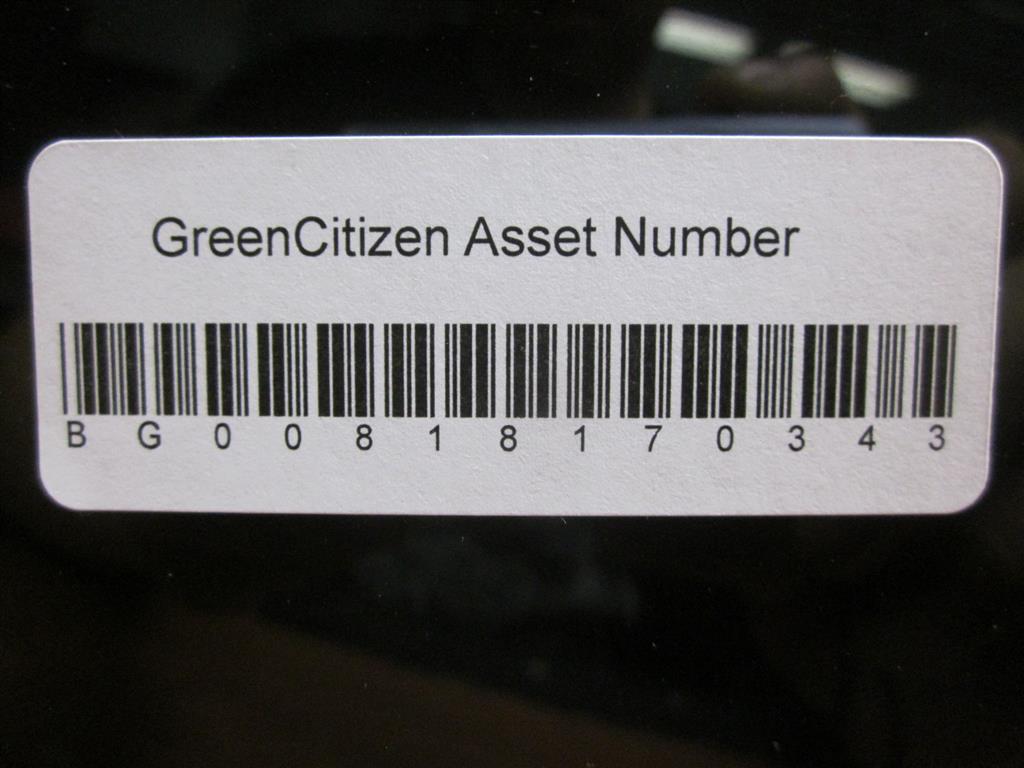 GreenCitizen Asset Number
B G 0 0 8 1 8 1 7 0 3 4 3